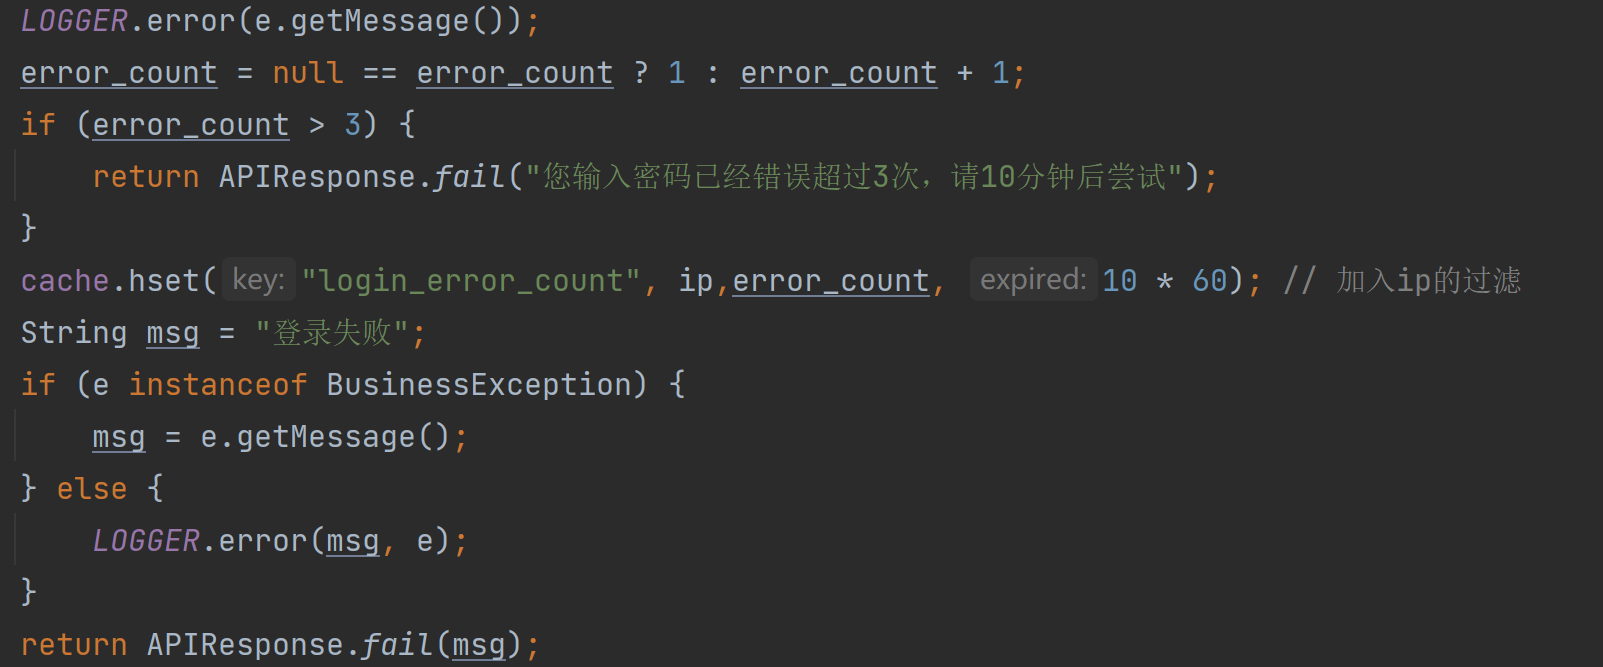 LOGGER.error(e.getMessage());
error_count = null == error_count ? 1 : error_count + 1;
if (error_count > 3) {
    return APIResponse.fail("您输入密码已经错误超过3次，请10分钟后尝试");
}
cache.hset( key: "login_error_count", ip,error_count, expired: 10 * 60); // 加入ip的过滤
String msg = "登录失败";
if (e instanceof BusinessException) {
    msg = e.getMessage();
} else {
    LOGGER.error(msg, e);
}
return APIResponse.fail(msg);